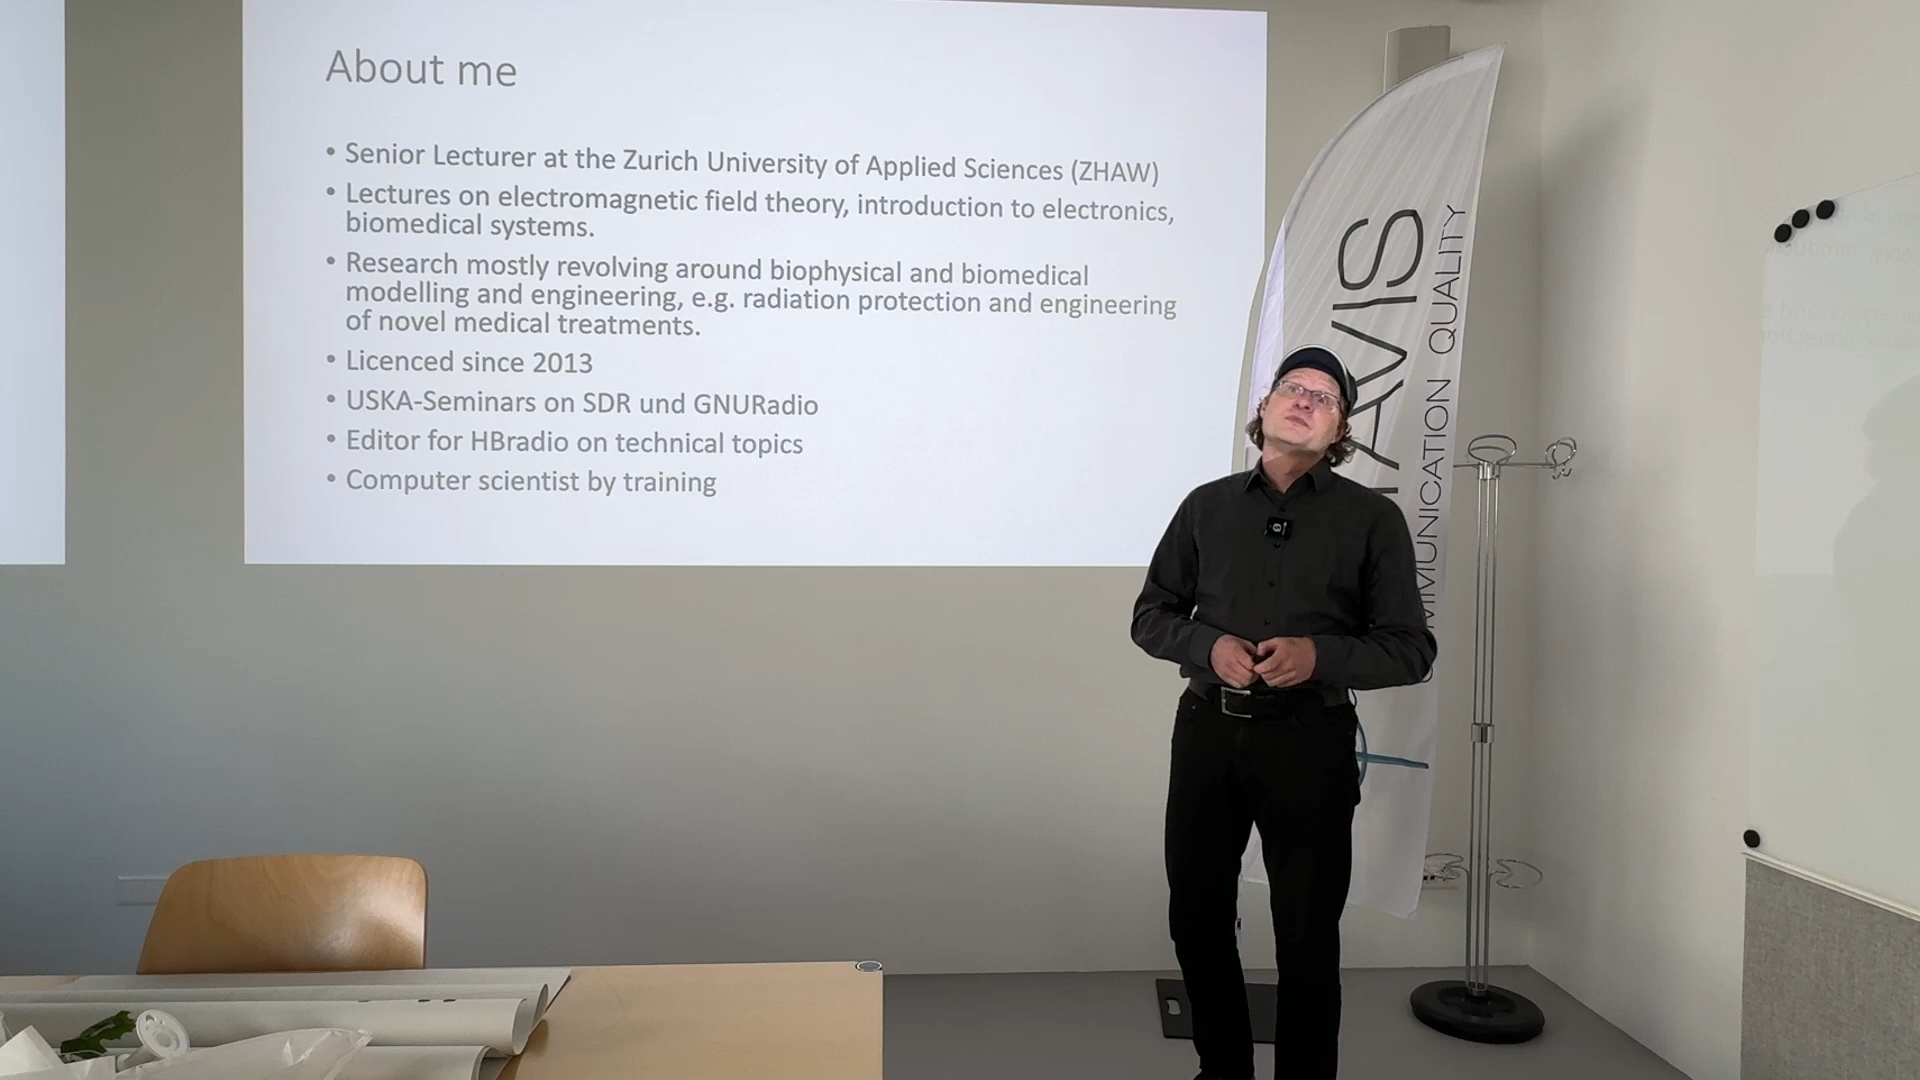 About me
• Senior Lecturer at the Zurich University of Applied Sciences (ZHAW)
• Lectures on electromagnetic field theory, introduction to electronics,
biomedical systems.
• Research mostly revolving around biophysical and biomedical
modelling and engineering, e.g. radiation protection and engineering
of novel medical treatments.
• Licenced since 2013
• USKA-Seminars on SDR und GNURadio
• Editor for HBradio on technical topics
• Computer scientist by training
QUALITY